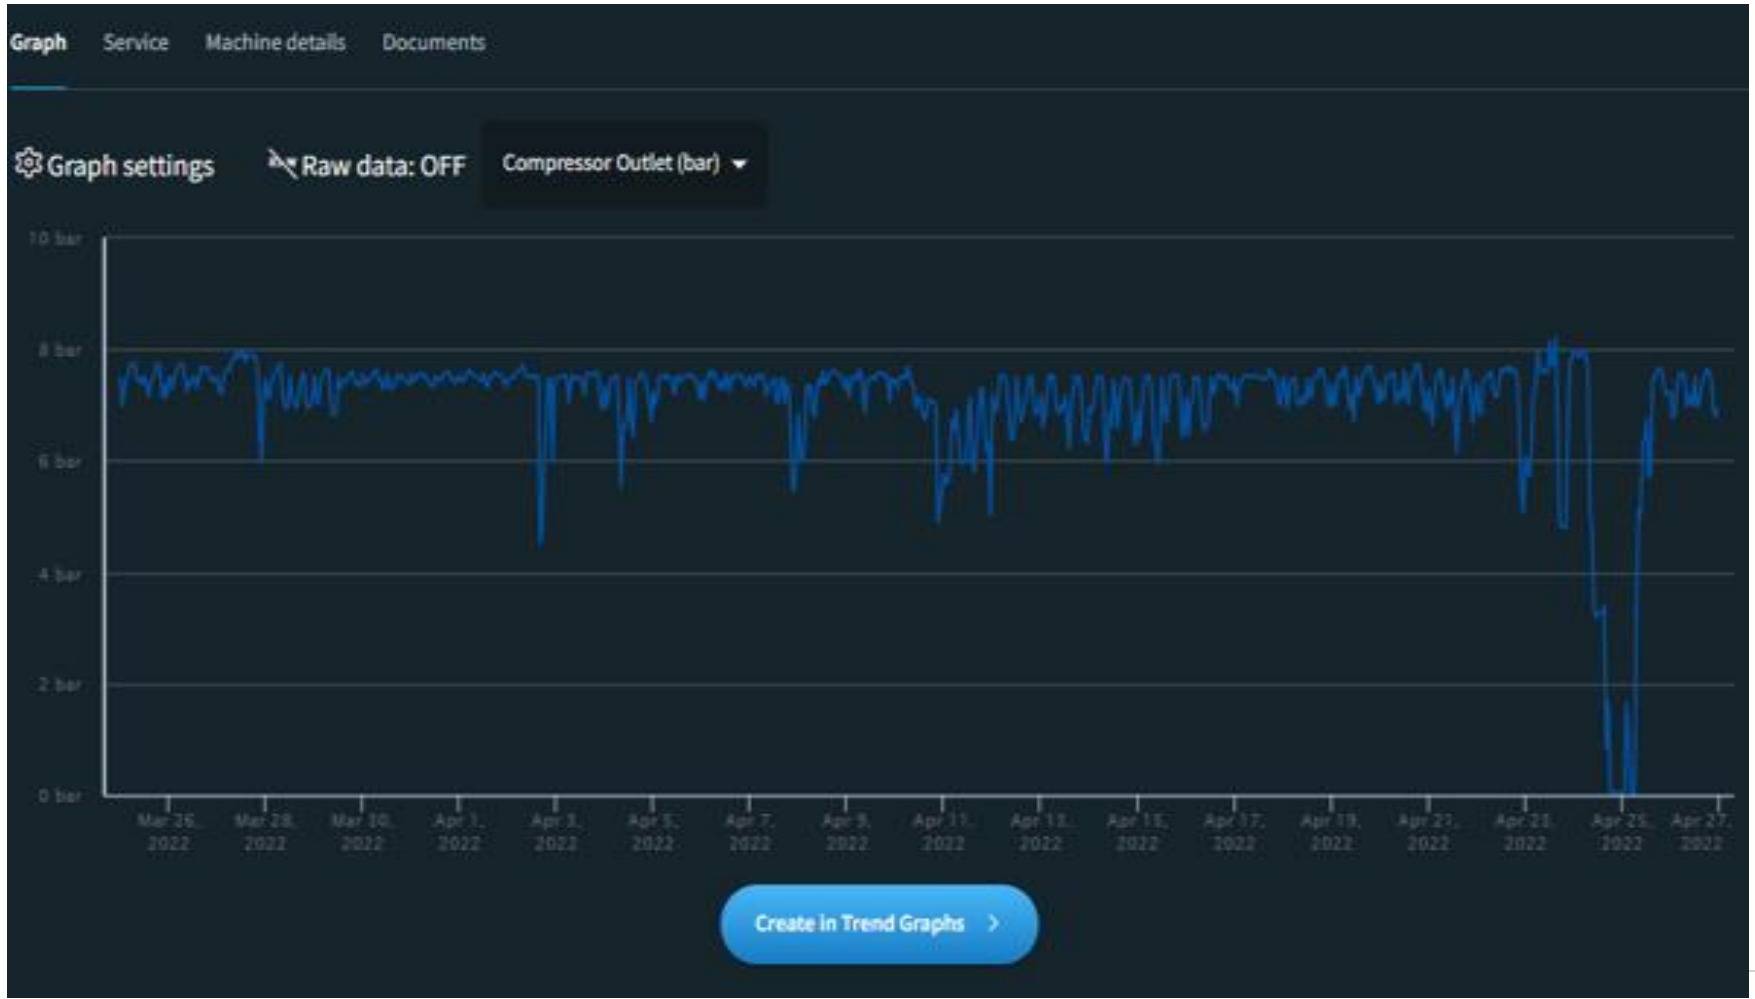 Graph Service Machine details Documents
Graph settings Raw data: OFF Compressor Outlet (bar)
10 bar
8 bar
6 bar
4 bar
2 bar
0 bar
Mar 26, Mar 28, Mar 30, Apr 1, Apr 3, Apr 5, Apr 7, Apr 9, Apr 11, Apr 13, Apr 15, Apr 17, Apr 19, Apr 21, Apr 23, Apr 25, Apr 27,
2022 2022 2022 2022 2022 2022 2022 2022 2022 2022 2022 2022 2022 2022 2022 2022 2022
Create in Trend Graphs